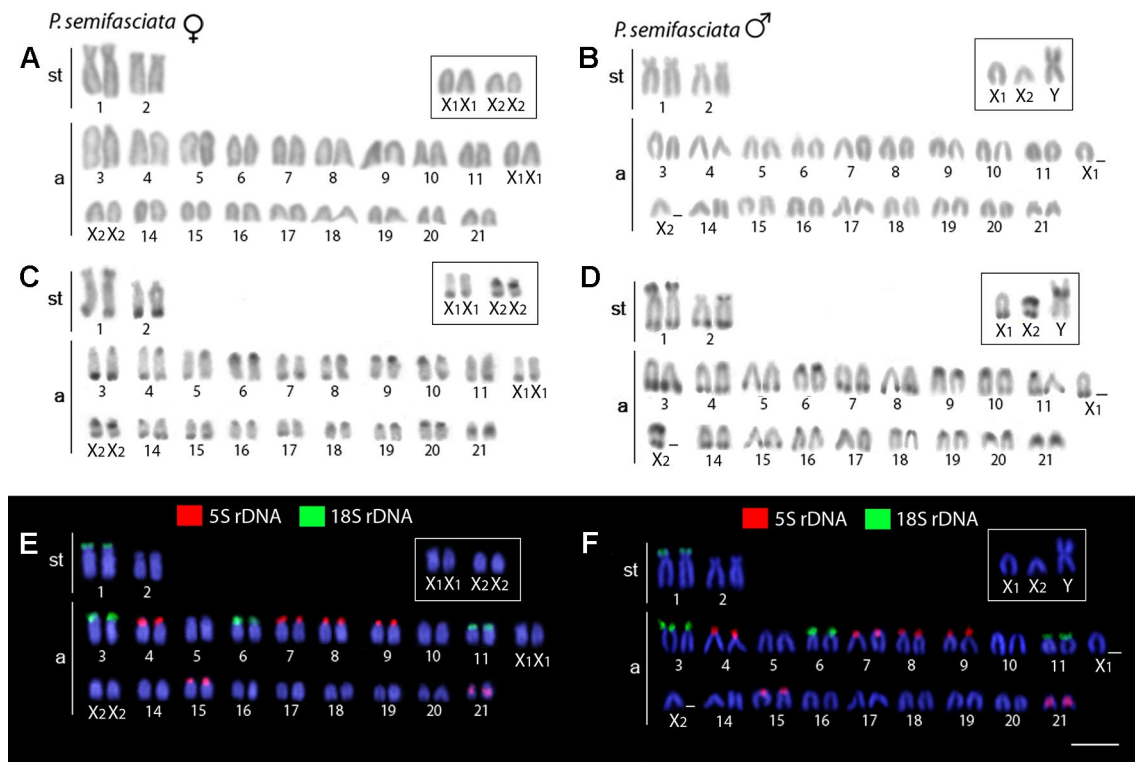 P. semifasciata ♀
P. semifasciata ♂
A
st
1 2
X1X1 X2X2
a
3 4 5 6 7 8 9 10 11 X1X1
X2X2 14 15 16 17 18 19 20 21
B
st
1 2
X1 X2 Y
a
3 4 5 6 7 8 9 10 11 X1
X2 14 15 16 17 18 19 20 21
C
st
1 2
X1X1 X2X2
a
3 4 5 6 7 8 9 10 11 X1X1
X2X2 14 15 16 17 18 19 20 21
D
st
1 2
X1 X2 Y
a
3 4 5 6 7 8 9 10 11 X1
X2 14 15 16 17 18 19 20 21
5S rDNA 18S rDNA
E
st
1 2
X1X1 X2X2
a
3 4 5 6 7 8 9 10 11 X1X1
X2X2 14 15 16 17 18 19 20 21
5S rDNA 18S rDNA
F
st
1 2
X1 X2 Y
a
3 4 5 6 7 8 9 10 11 X1
X2 14 15 16 17 18 19 20 21